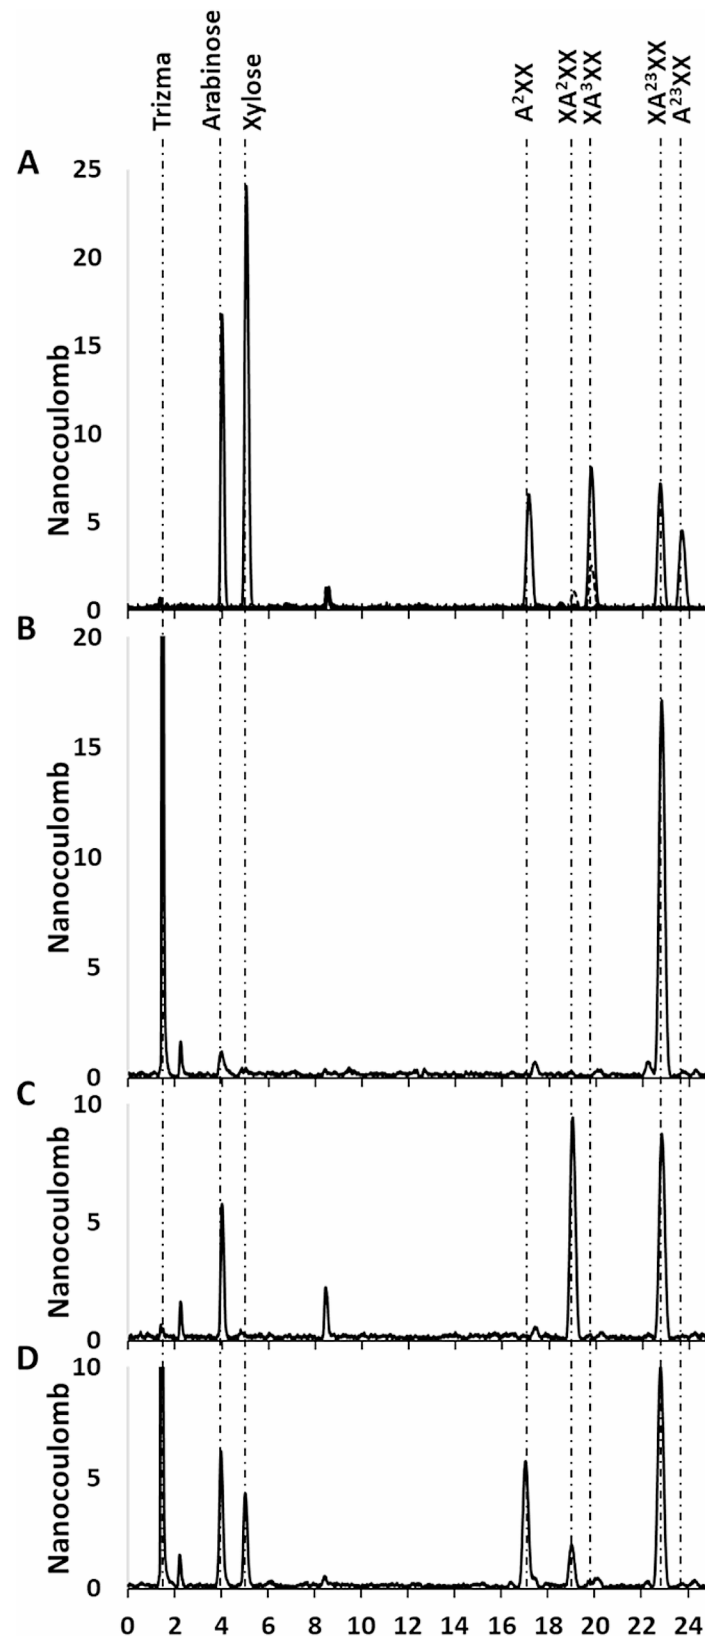 Trizma
Arabinose
Xylose
A²XX
XA²XX
XA³XX
XA²³XX
A²³XX
A
25
20
15
10
5
0
Nanocoulomb
B
20
15
10
5
0
Nanocoulomb
C
10
5
0
Nanocoulomb
D
10
5
0
Nanocoulomb
0 2 4 6 8 10 12 14 16 18 20 22 24